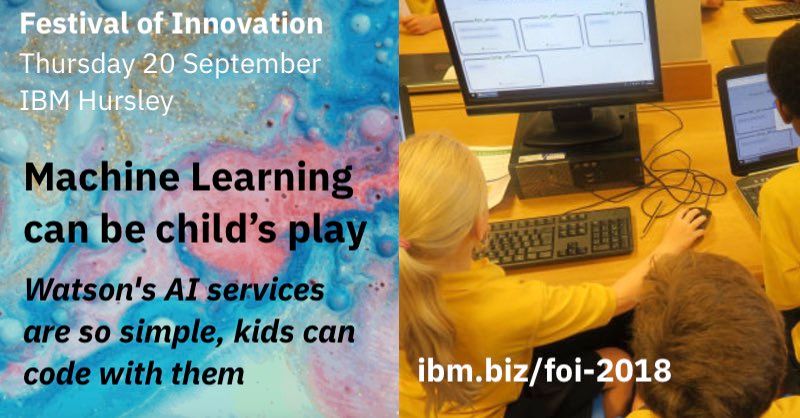 Festival of Innovation
Thursday 20 September
IBM Hursley
Machine Learning
can be child's play
Watson's AI services
are so simple, kids can
code with them
ibm.biz/foi-2018